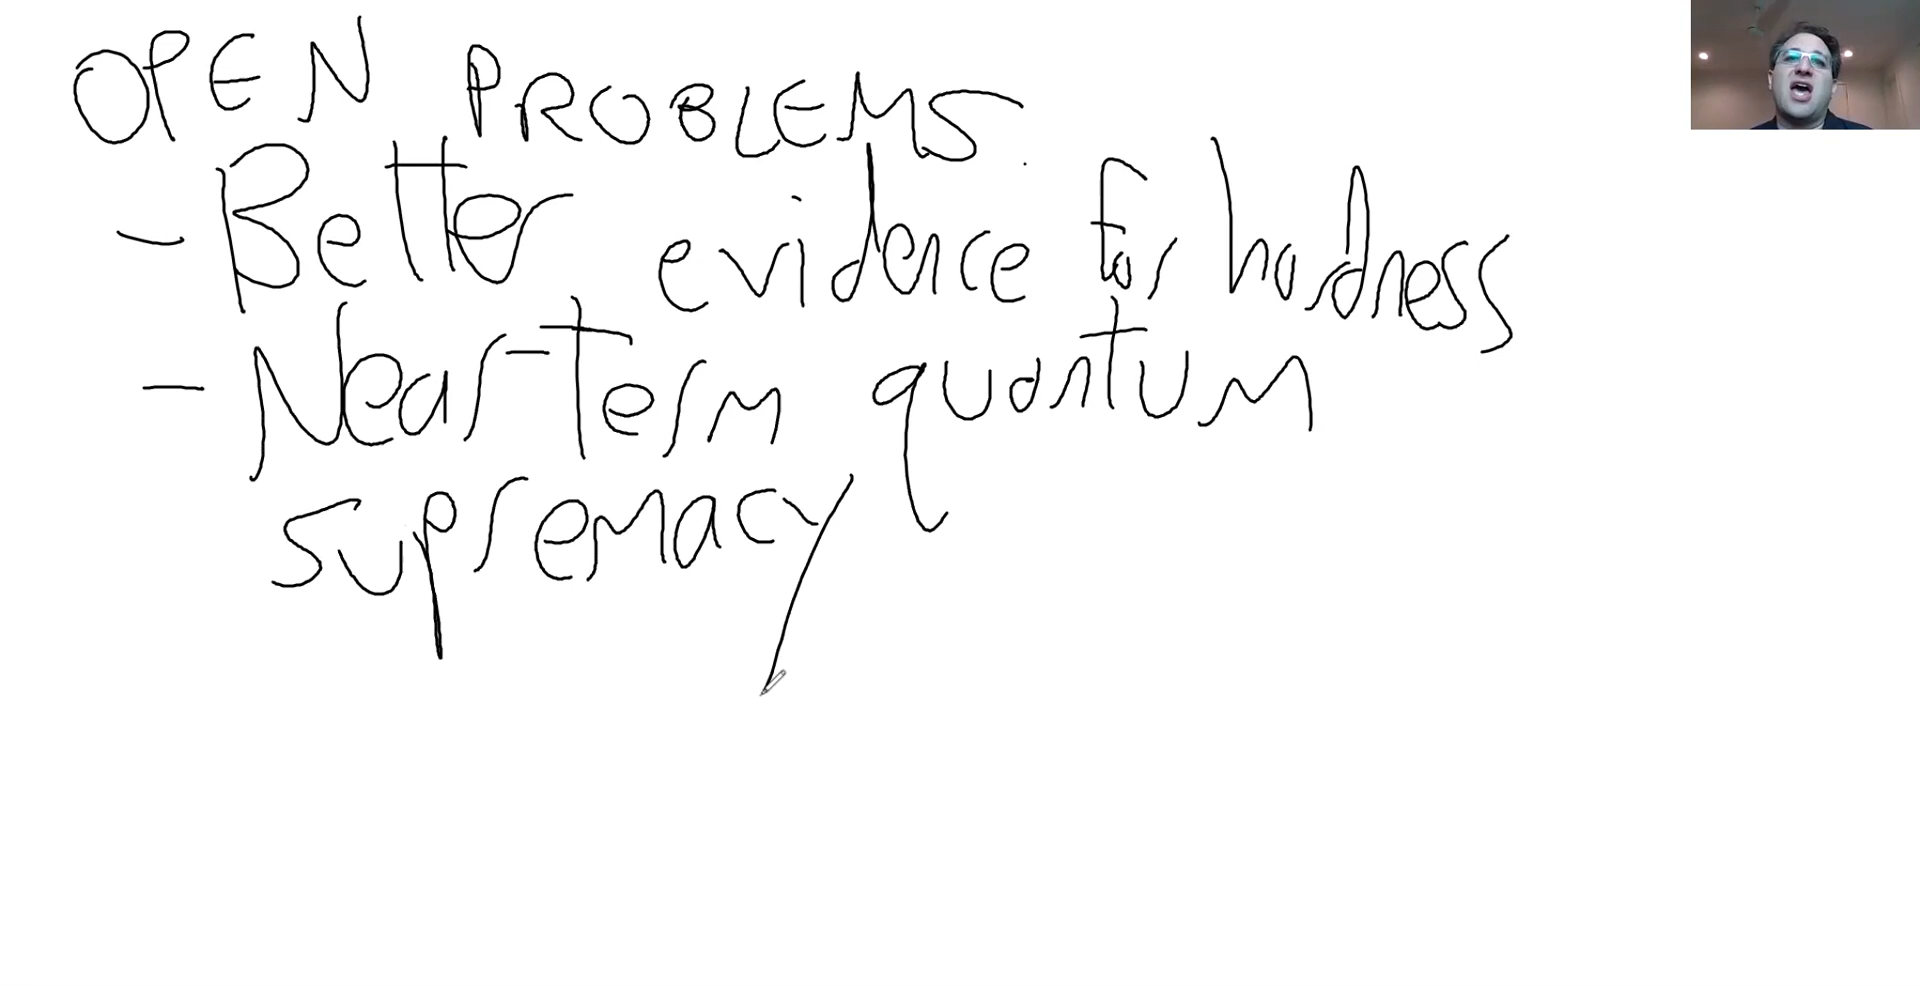 OPEN PROBLEMS
- Better evidence for hardness
- Near-term quantum
supremacy